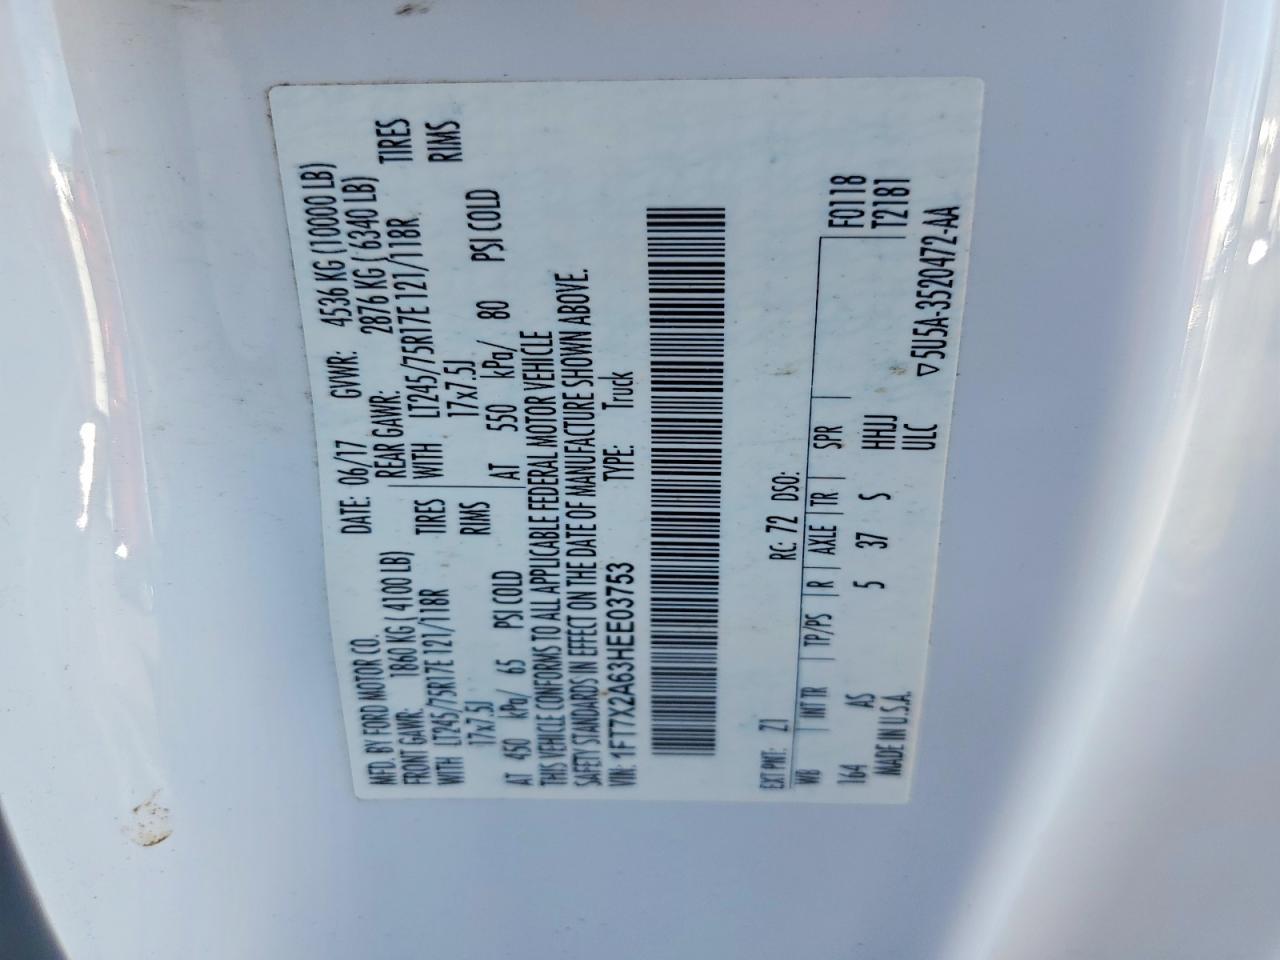 MFD. BY FORD MOTOR CO. DATE: 06/17 GVWR: 4536 KG (10000 LB)
FRONT GAWR: 1860 KG ( 4100 LB) REAR GAWR: 2876 KG ( 6340 LB)
WITH LT245/75R17E 121/118R TIRES WITH LT245/75R17E 121/118R TIRES
17x7.5J RIMS 17x7.5J RIMS
AT 450 kPa/ 65 PSI COLD AT 550 kPa/ 80 PSI COLD
THIS VEHICLE CONFORMS TO ALL APPLICABLE FEDERAL MOTOR VEHICLE
SAFETY STANDARDS IN EFFECT ON THE DATE OF MANUFACTURE SHOWN ABOVE.
VIN: 1FT7X2A63HEE03753 TYPE: Truck
EXT PNT: Z1 RC: 72 DSO:
WB INT TR TP/PS R AXLE TR SPR F0118
T2181
164 AS 5 37 S HHJJ
MADE IN U.S.A. ULC ▽5U5A-3520472-AA